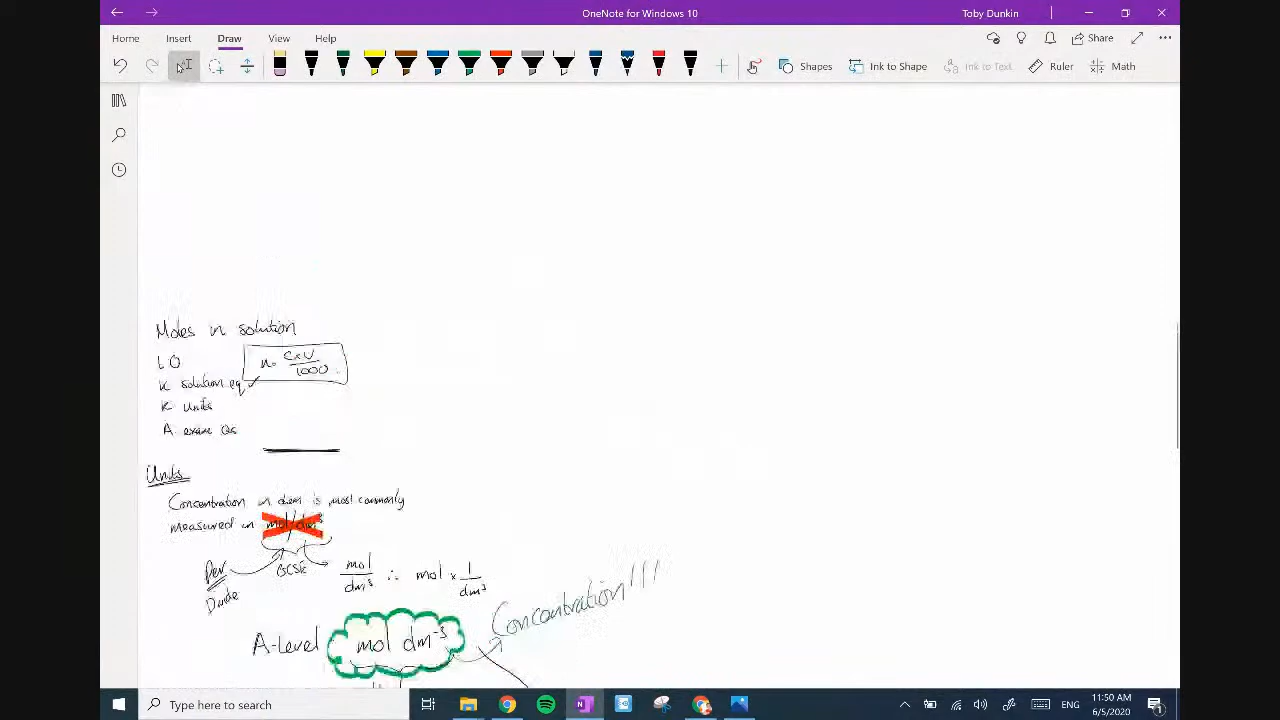 OneNote for Windows 10
Toby Dunkin
Home Insert Draw View Help
Share
Shapes Ink to Shape Ink to Text Ruler Math
Moles in solution
LO
n = CxV
1000
K solution eq ✓
K units
A exam Qs
Units
Concentration in chem is most commonly
measured in mol/dm³
Per
Divide
GCSE
mol
dm³
∴ mol × 1
dm³
Concentration!!!
A-Level mol dm⁻³
Type here to search
ENG
11:50 AM
6/5/2020
1